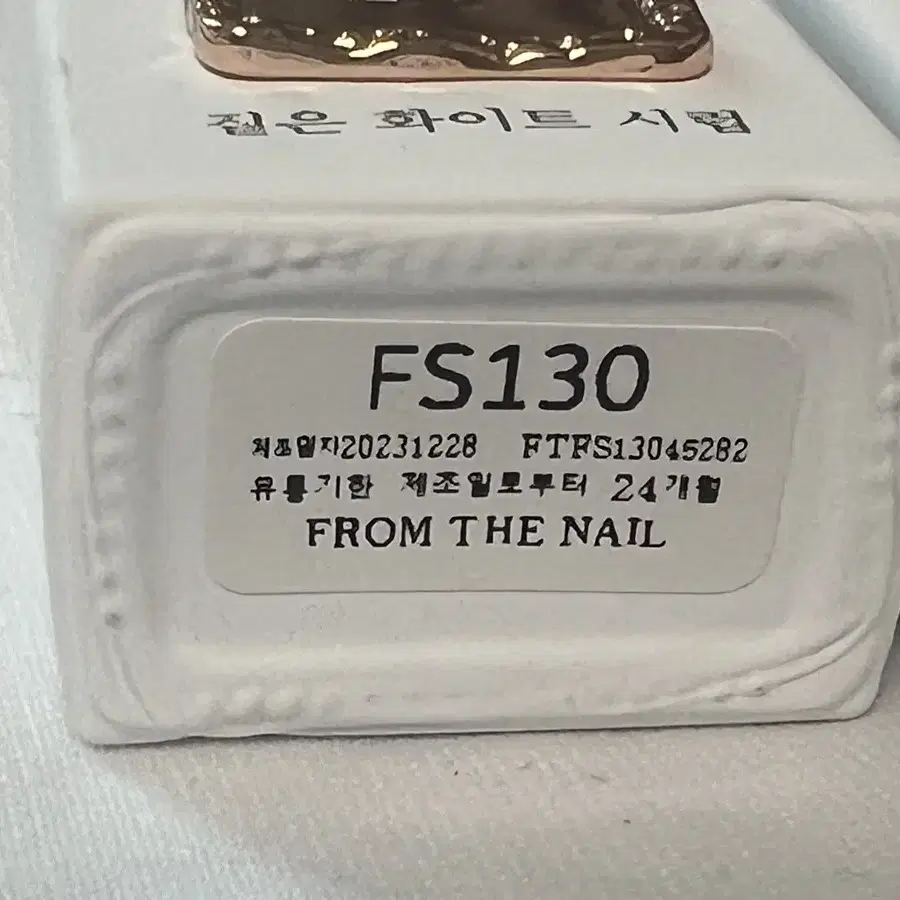 짙은 화이트 시럽
FS130
제조일자20231228 FTFS13045282
유통기한 제조일로부터 24개월
FROM THE NAIL